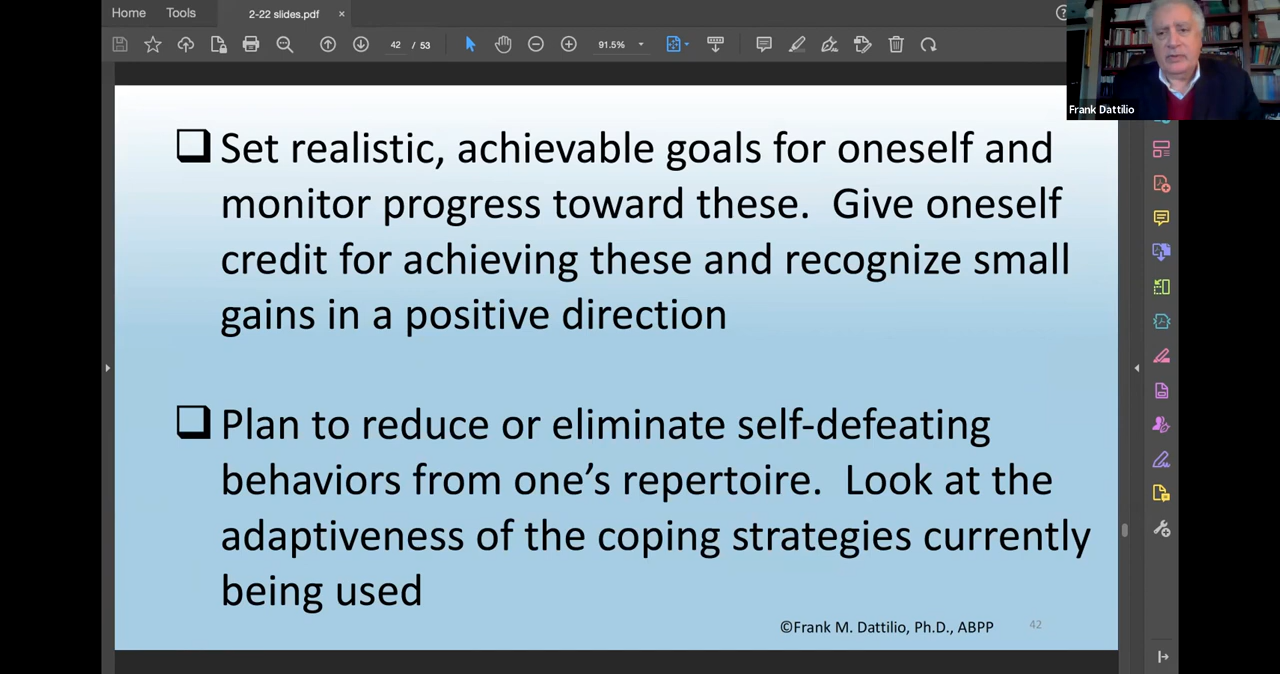 Home Tools 2-22 slides.pdf ×
42 / 53 91.5%
Frank Dattilio
❑ Set realistic, achievable goals for oneself and
monitor progress toward these.  Give oneself
credit for achieving these and recognize small
gains in a positive direction
❑ Plan to reduce or eliminate self-defeating
behaviors from one’s repertoire.  Look at the
adaptiveness of the coping strategies currently
being used
©Frank M. Dattilio, Ph.D., ABPP 42